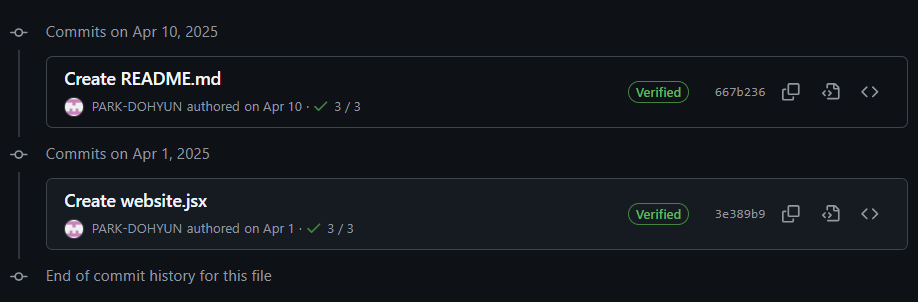 Commits on Apr 10, 2025
Create README.md
Verified 667b236
PARK-DOHYUN authored on Apr 10 · 3 / 3
Commits on Apr 1, 2025
Create website.jsx
Verified 3e389b9
PARK-DOHYUN authored on Apr 1 · 3 / 3
End of commit history for this file